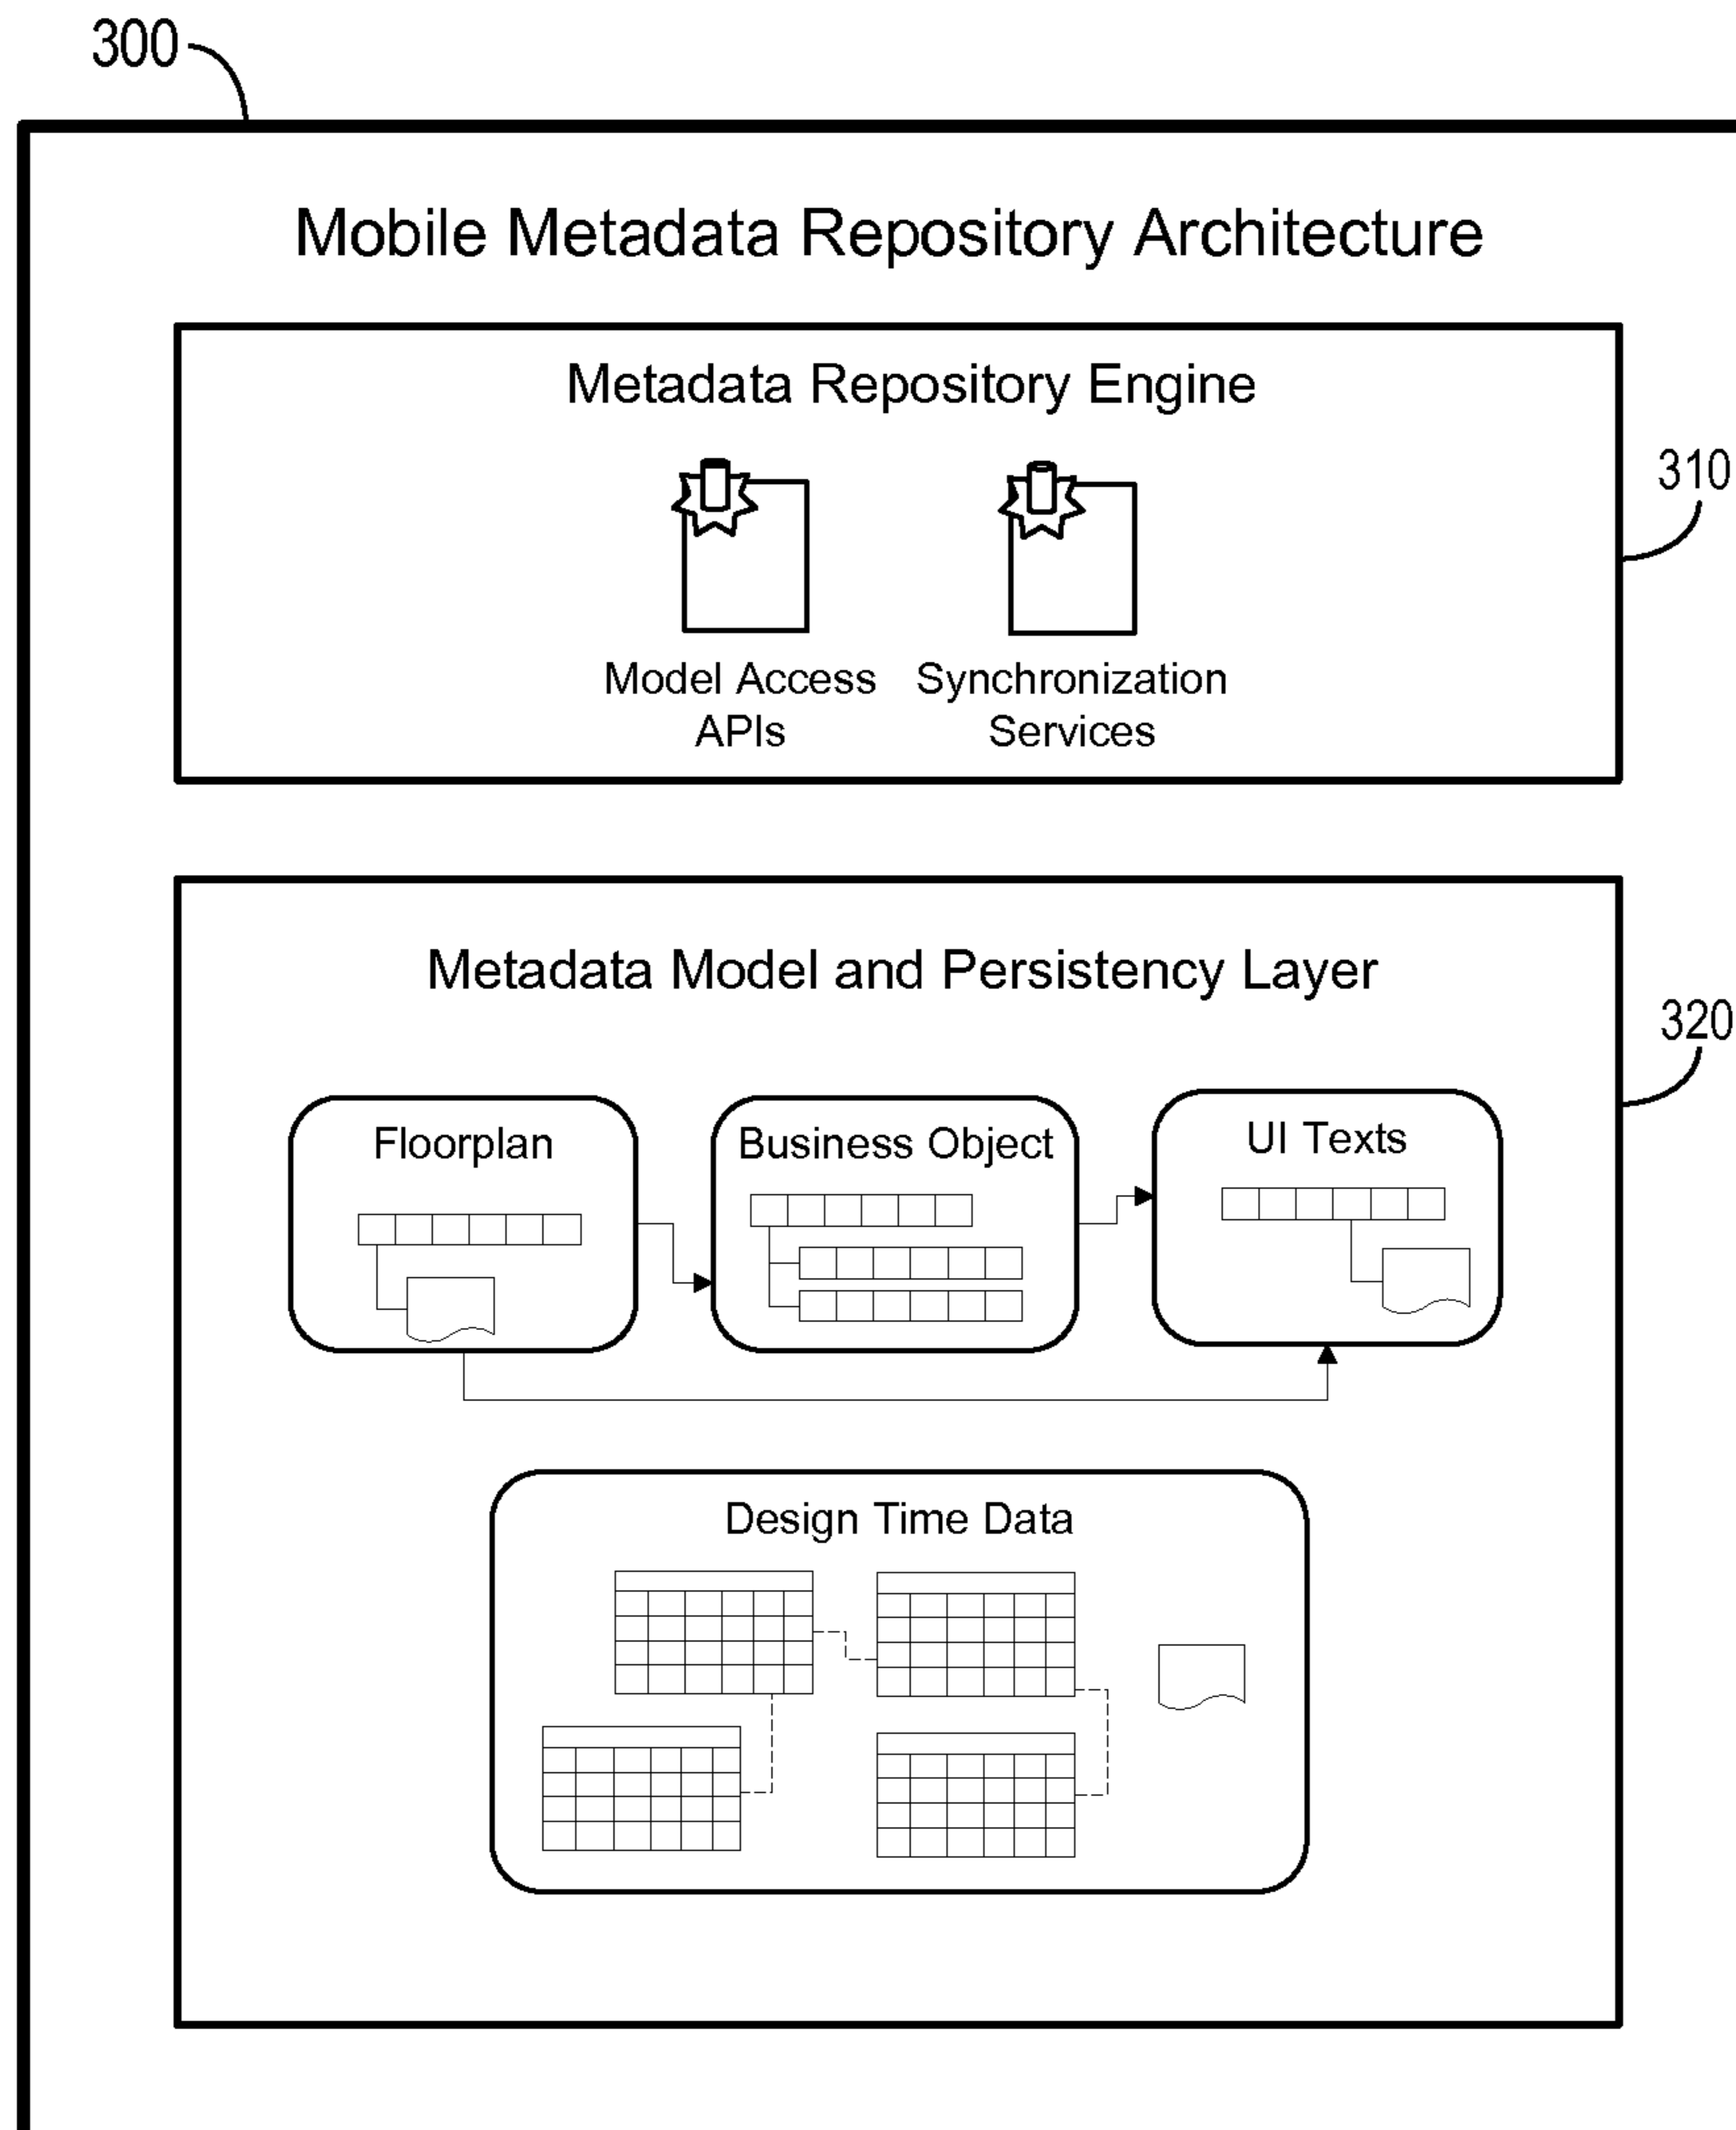 300
Mobile Metadata Repository Architecture
Metadata Repository Engine
310
Model Access
APIs
Synchronization
Services
Metadata Model and Persistency Layer
320
Floorplan
Business Object
UI Texts
Design Time Data